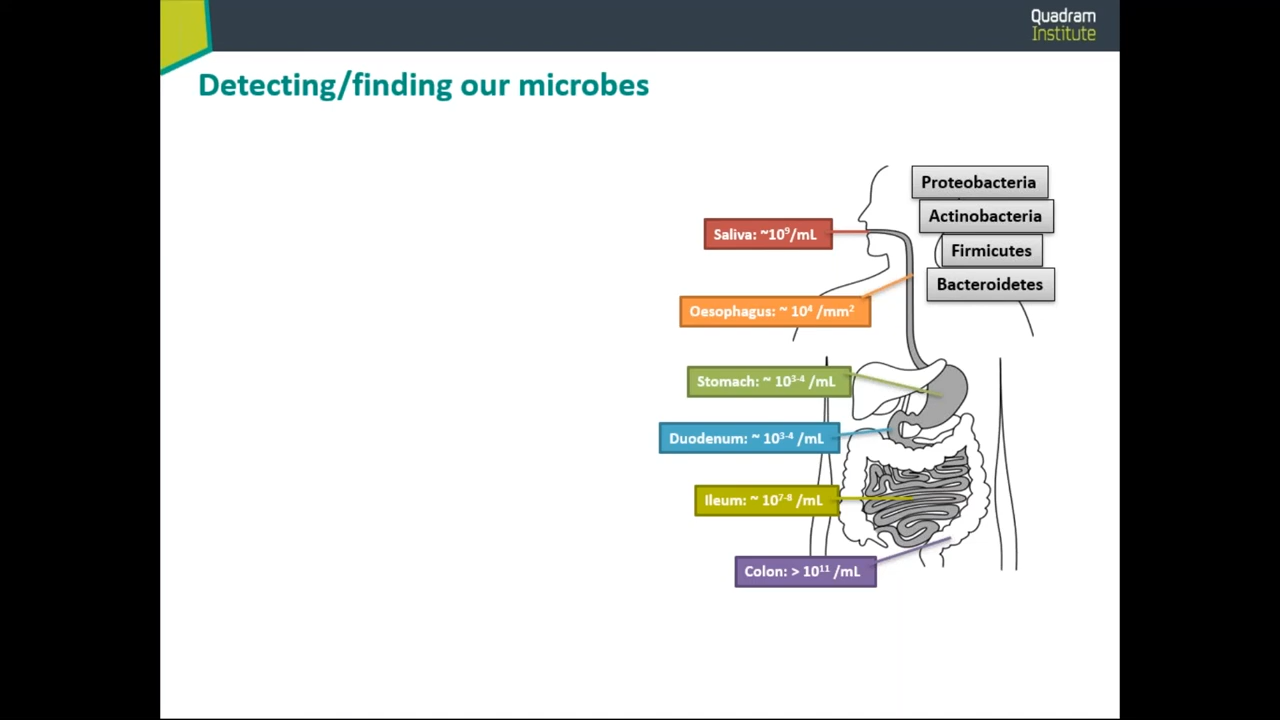 Quadram
Institute
Detecting/finding our microbes
Proteobacteria
Actinobacteria
Firmicutes
Bacteroidetes
Saliva: ~10⁹/mL
Oesophagus: ~ 10⁴ /mm²
Stomach: ~ 10³⁻⁴ /mL
Duodenum: ~ 10³⁻⁴ /mL
Ileum: ~ 10⁷⁻⁸ /mL
Colon: > 10¹¹ /mL